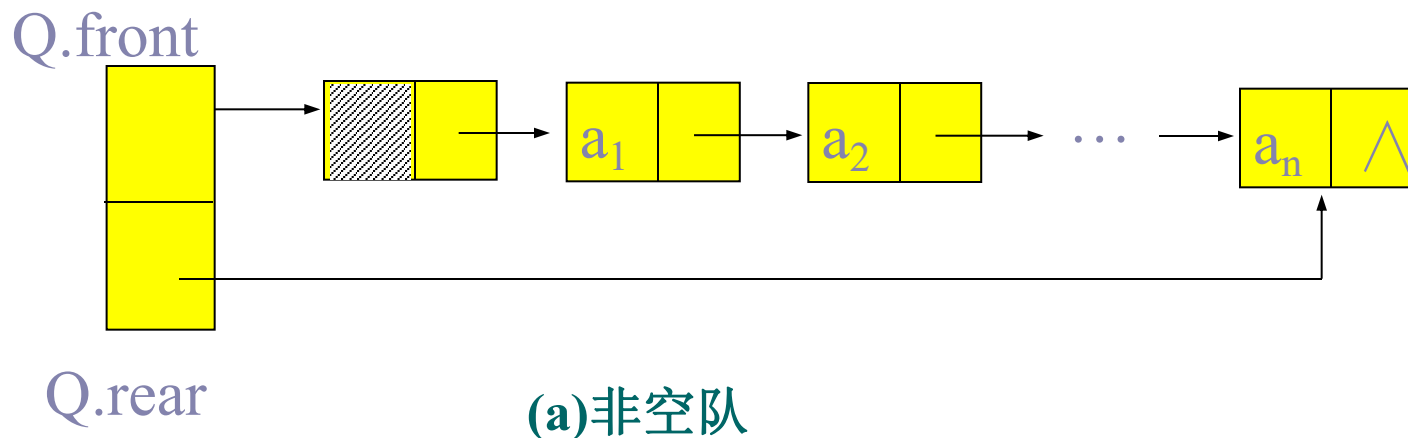 Q.front
a₁ a₂ … aₙ ∧
Q.rear
(a)非空队